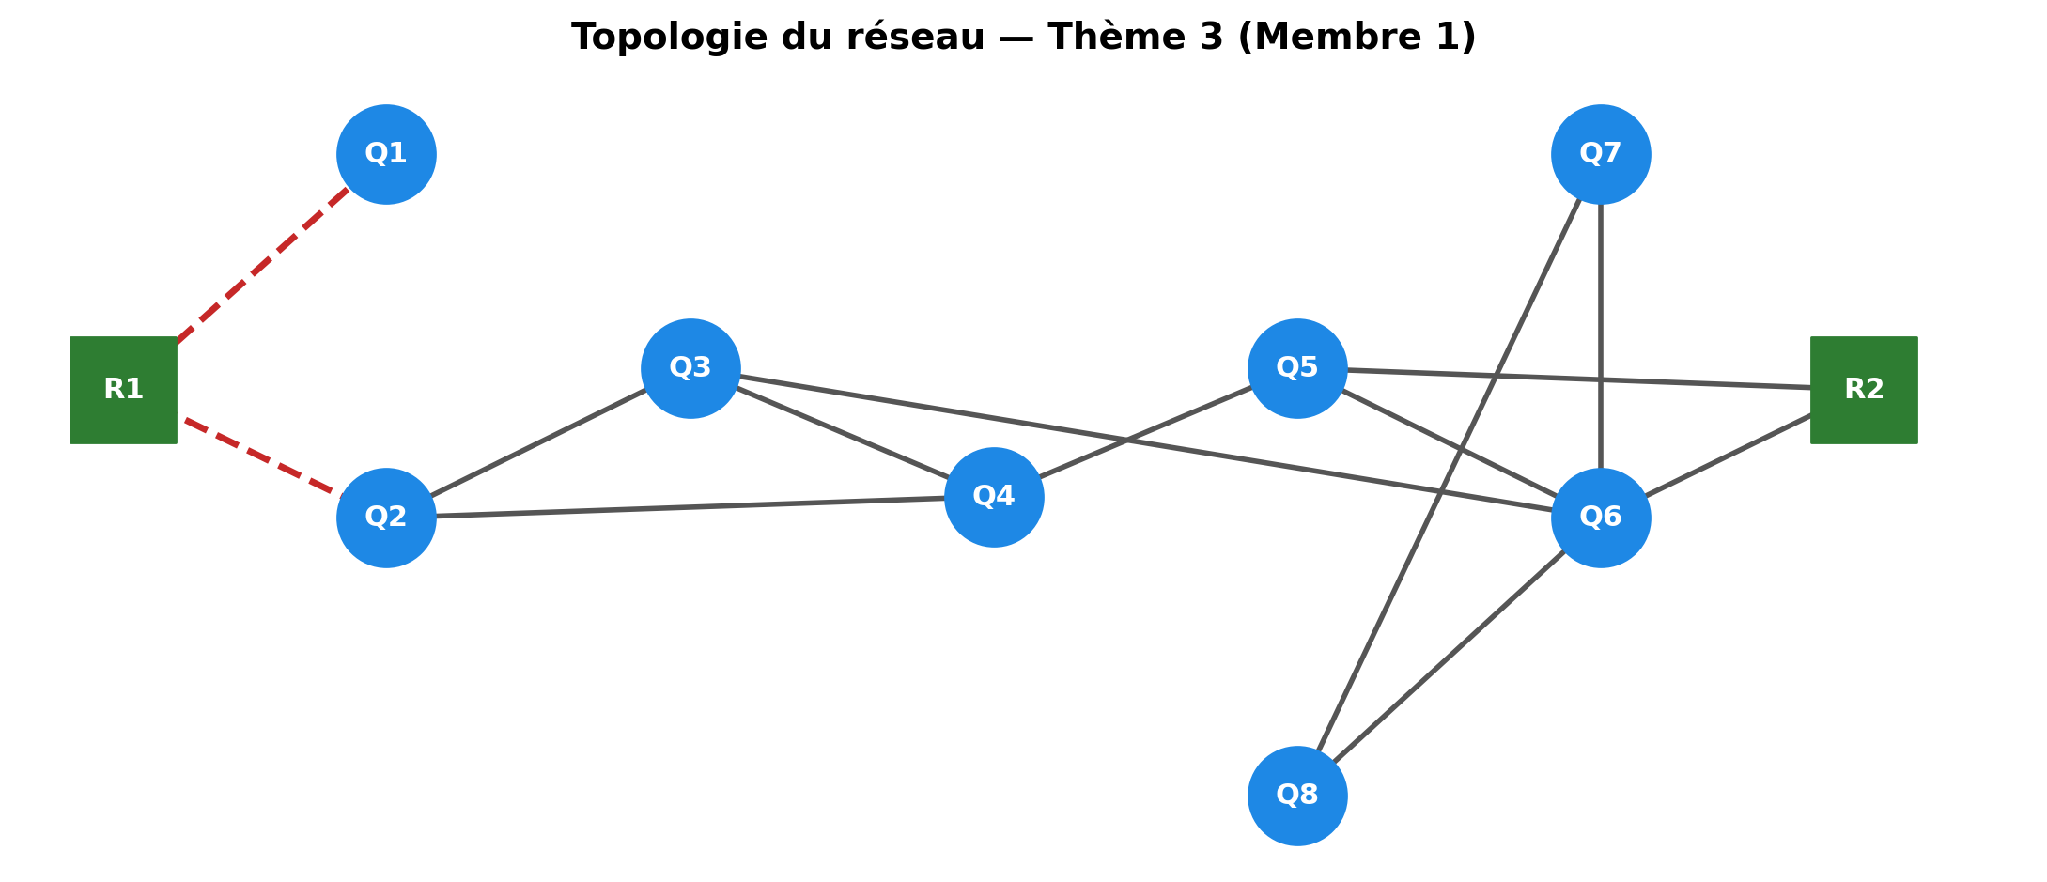 Topologie du réseau — Thème 3 (Membre 1)
Q1
Q7
Q3
Q5
R1
R2
Q4
Q2
Q6
Q8